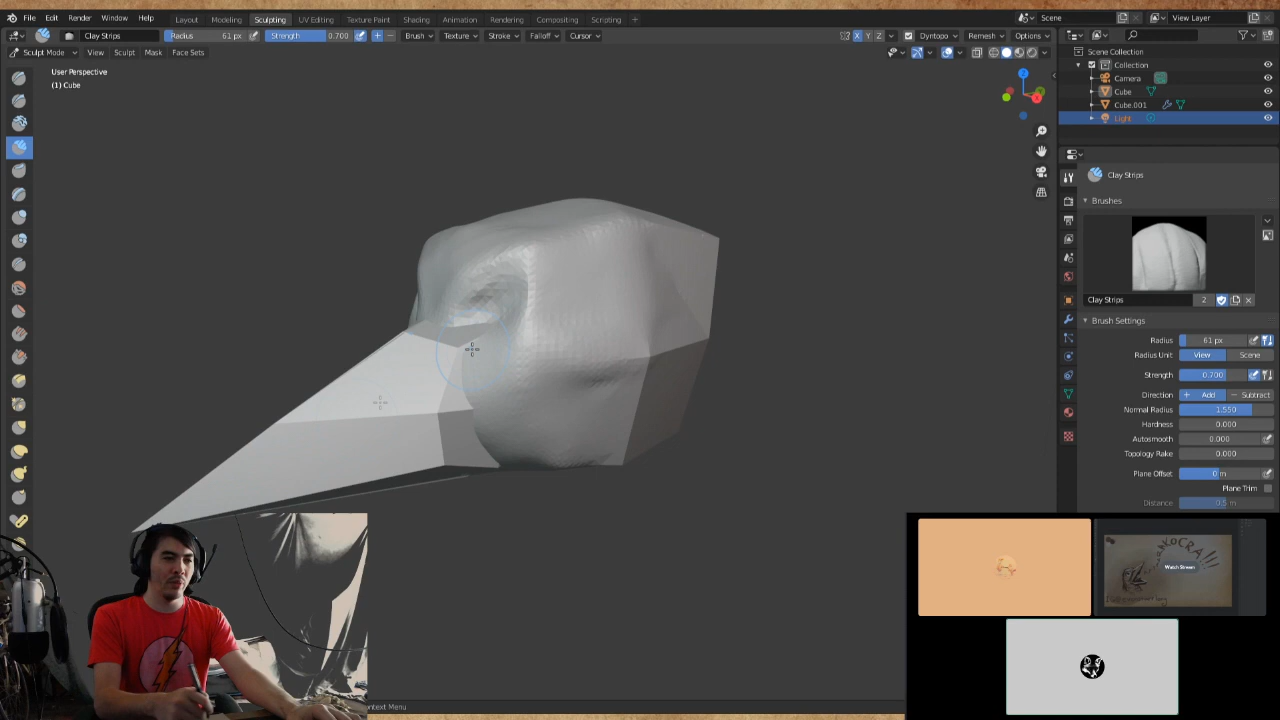 File Edit Render Window Help Layout Modeling Sculpting UV Editing Texture Paint Shading Animation Rendering Compositing Scripting + Scene View Layer
Clay Strips Radius 61 px Strength 0.700 Brush Texture Stroke Falloff Cursor X Y Z Dyntopo Remesh Options
Sculpt Mode View Sculpt Mask Face Sets
User Perspective
(1) Cube
Scene Collection
Collection
Camera
Cube
Cube.001
Light
Clay Strips
Brushes
Clay Strips 2
Brush Settings
Radius 61 px
Radius Unit View Scene
Strength 0.700
Direction + Add − Subtract
Normal Radius 1.550
Hardness 0.000
Autosmooth 0.000
Topology Rake 0.000
Plane Offset 0 m
Plane Trim
Distance 0.5 m
Watch Stream
ntext Menu